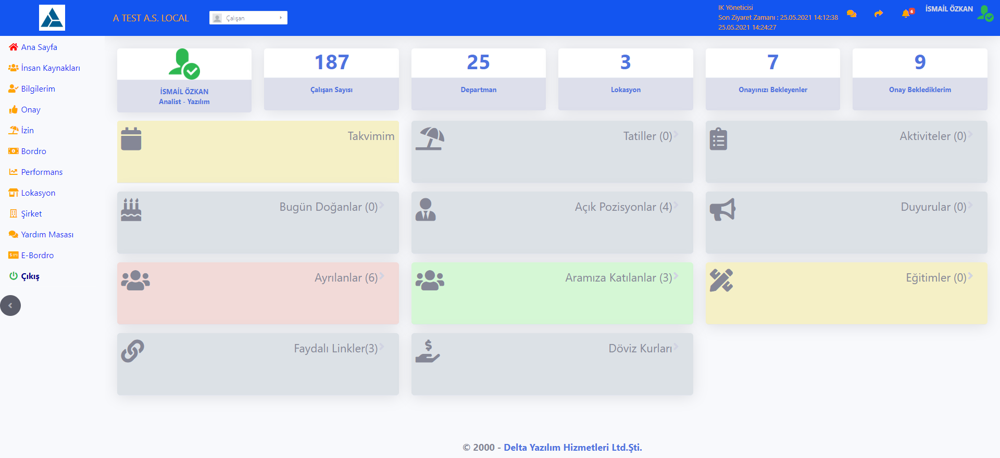 A TEST A.S. LOCAL
Çalışan
IK Yöneticisi
Son Ziyaret Zamanı : 25.05.2021 14:12:38
25.05.2021 14:24:27
6
İSMAİL ÖZKAN
Ana Sayfa
İnsan Kaynakları
Bilgilerim
Onay
İzin
Bordro
Performans
Lokasyon
Şirket
Yardım Masası
E-Bordro
Çıkış
İSMAİL ÖZKAN
Analist - Yazılım
187
Çalışan Sayısı
25
Departman
3
Lokasyon
7
Onayınızı Bekleyenler
9
Onay Beklediklerim
Takvimim
Tatiller (0)
Aktiviteler (0)
Bugün Doğanlar (0)
Açık Pozisyonlar (4)
Duyurular (0)
Ayrılanlar (6)
Aramıza Katılanlar (3)
Eğitimler (0)
Faydalı Linkler(3)
Döviz Kurları
© 2000 - Delta Yazılım Hizmetleri Ltd.Şti.